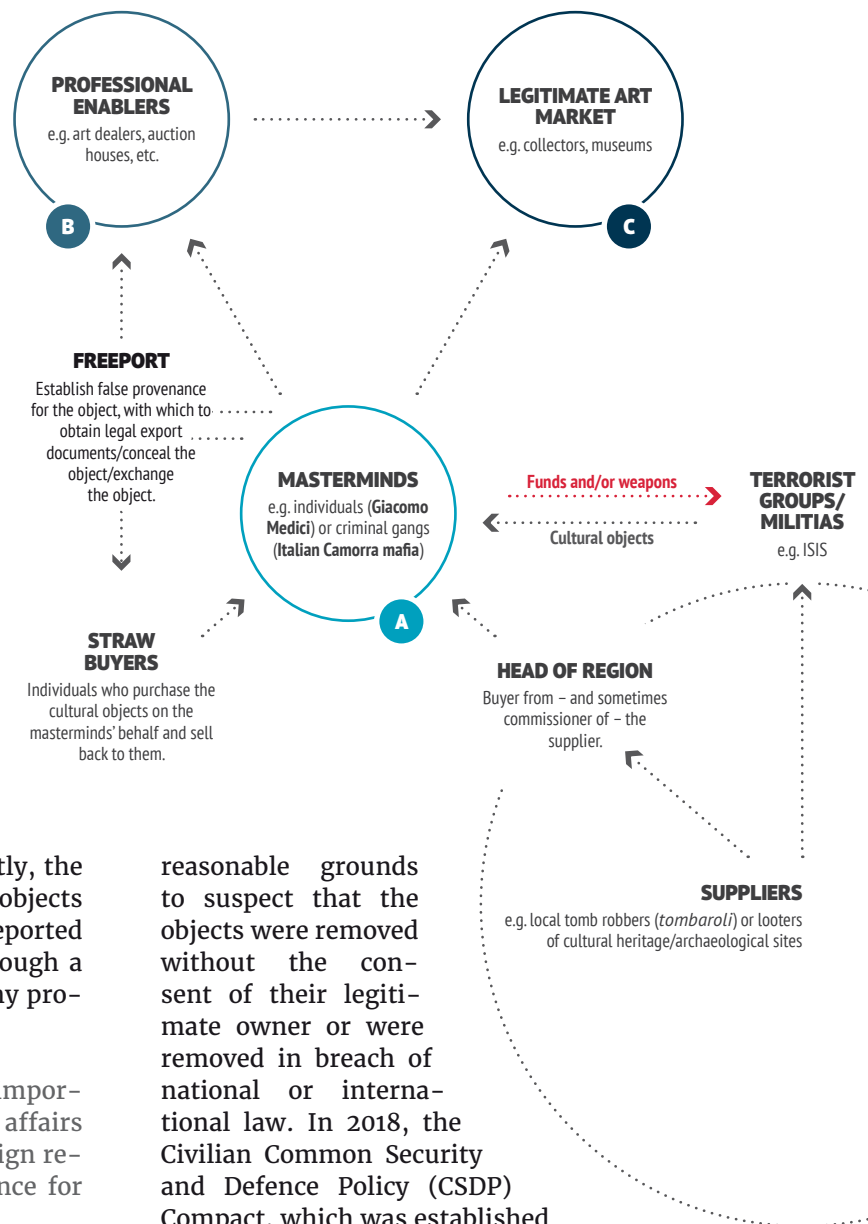 PROFESSIONAL
ENABLERS
e.g. art dealers, auction
houses, etc.
B
LEGITIMATE ART
MARKET
e.g. collectors, museums
C
FREEPORT
Establish false provenance
for the object, with which to
obtain legal export
documents/conceal the
object/exchange
the object.
MASTERMINDS
e.g. individuals (Giacomo
Medici) or criminal gangs
(Italian Camorra mafia)
A
Funds and/or weapons
Cultural objects
TERRORIST
GROUPS/
MILITIAS
e.g. ISIS
STRAW
BUYERS
Individuals who purchase the
cultural objects on the
masterminds' behalf and sell
back to them.
HEAD OF REGION
Buyer from – and sometimes
commissioner of – the
supplier.
SUPPLIERS
e.g. local tomb robbers (tombaroli) or looters
of cultural heritage/archaeological sites
tly, the
objects
eported
ough a
ny pro-
impor-
affairs
ign re-
nce for
reasonable grounds
to suspect that the
objects were removed
without the con-
sent of their legiti-
mate owner or were
removed in breach of
national or interna-
tional law. In 2018, the
Civilian Common Security
and Defence Policy (CSDP)
Compact, which was established